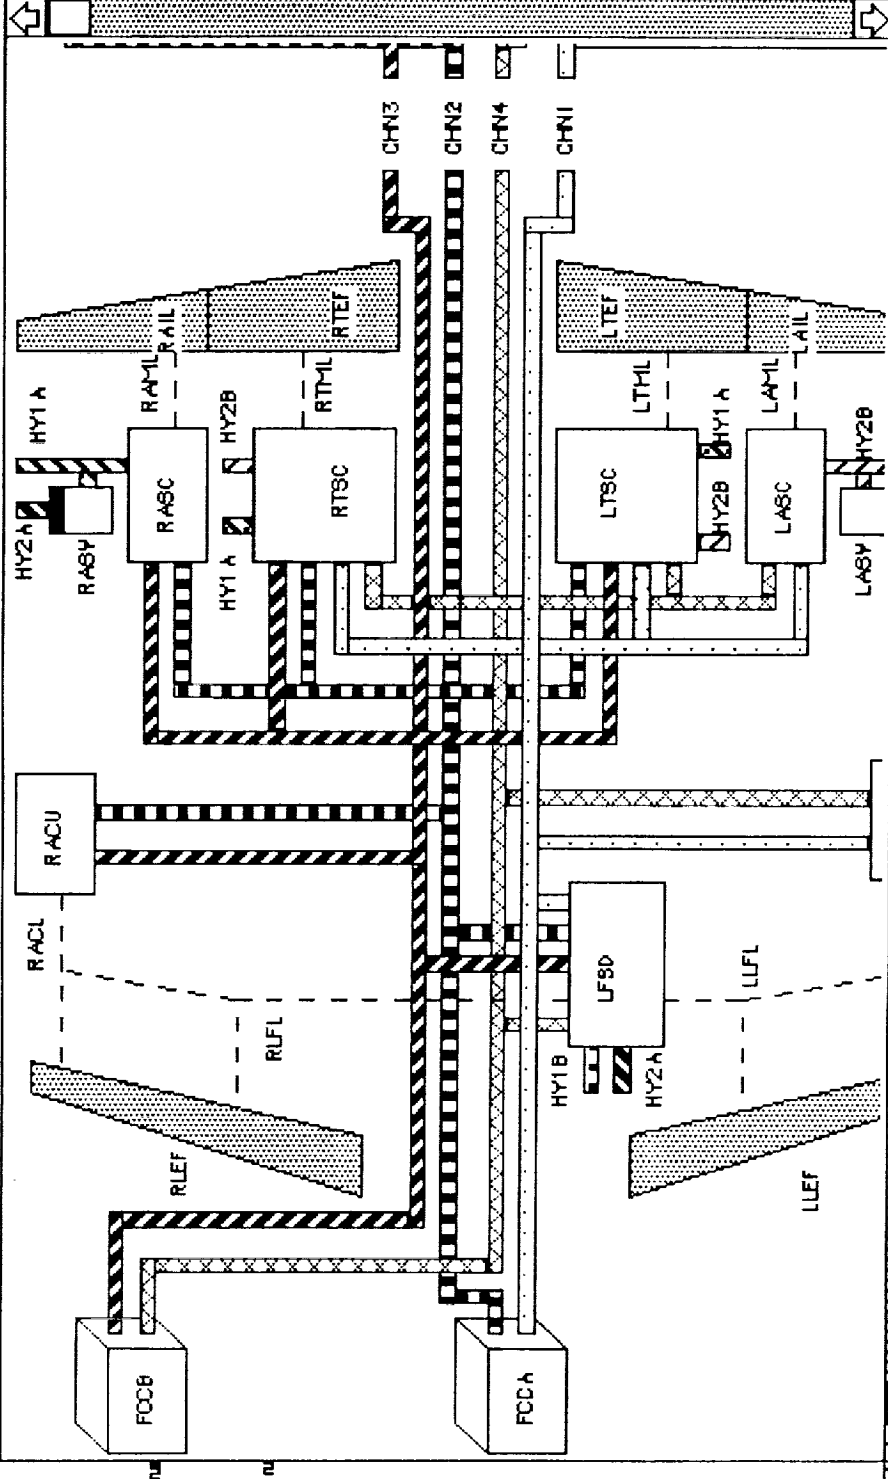 CHN3
CHN2
CHN4
CHN1
RAIL
RTEF
LTEF
LAIL
RAML
RTML
LTML
LAML
HY1A
HY2B
HY1A
HY2B
RASC
RTSC
LTSC
HY2B
LASC
HY2A
RASY
HY1A
LASY
RACU
RACL
RLFL
LFSD
LLFL
HY1B
HY2A
RLEF
LLEF
FCCB
FCCA